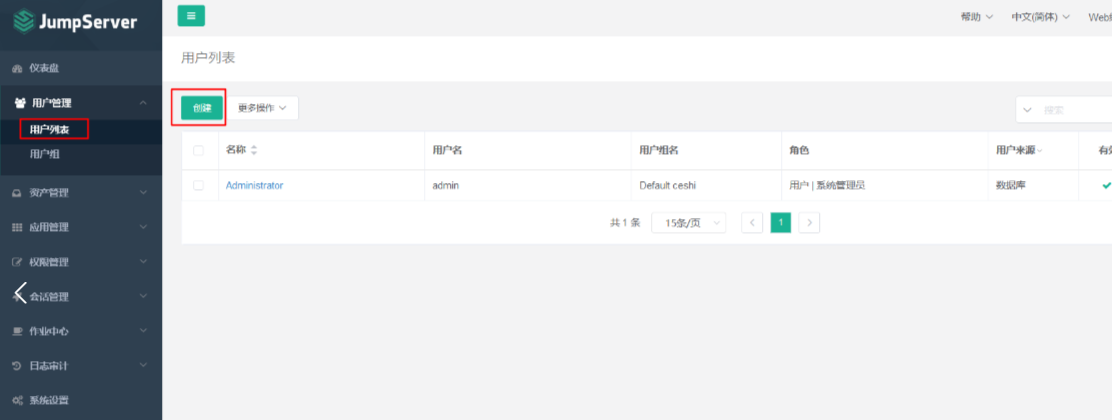 JumpServer
帮助
中文(简体)
用户列表
仪表盘
用户管理
用户列表
用户组
资产管理
应用管理
权限管理
会话管理
作业中心
日志审计
系统设置
创建
更多操作
搜索
名称 用户名 用户组名 角色 用户来源
Administrator admin Default ceshi 用户 | 系统管理员 数据库
共 1 条 15条/页 1